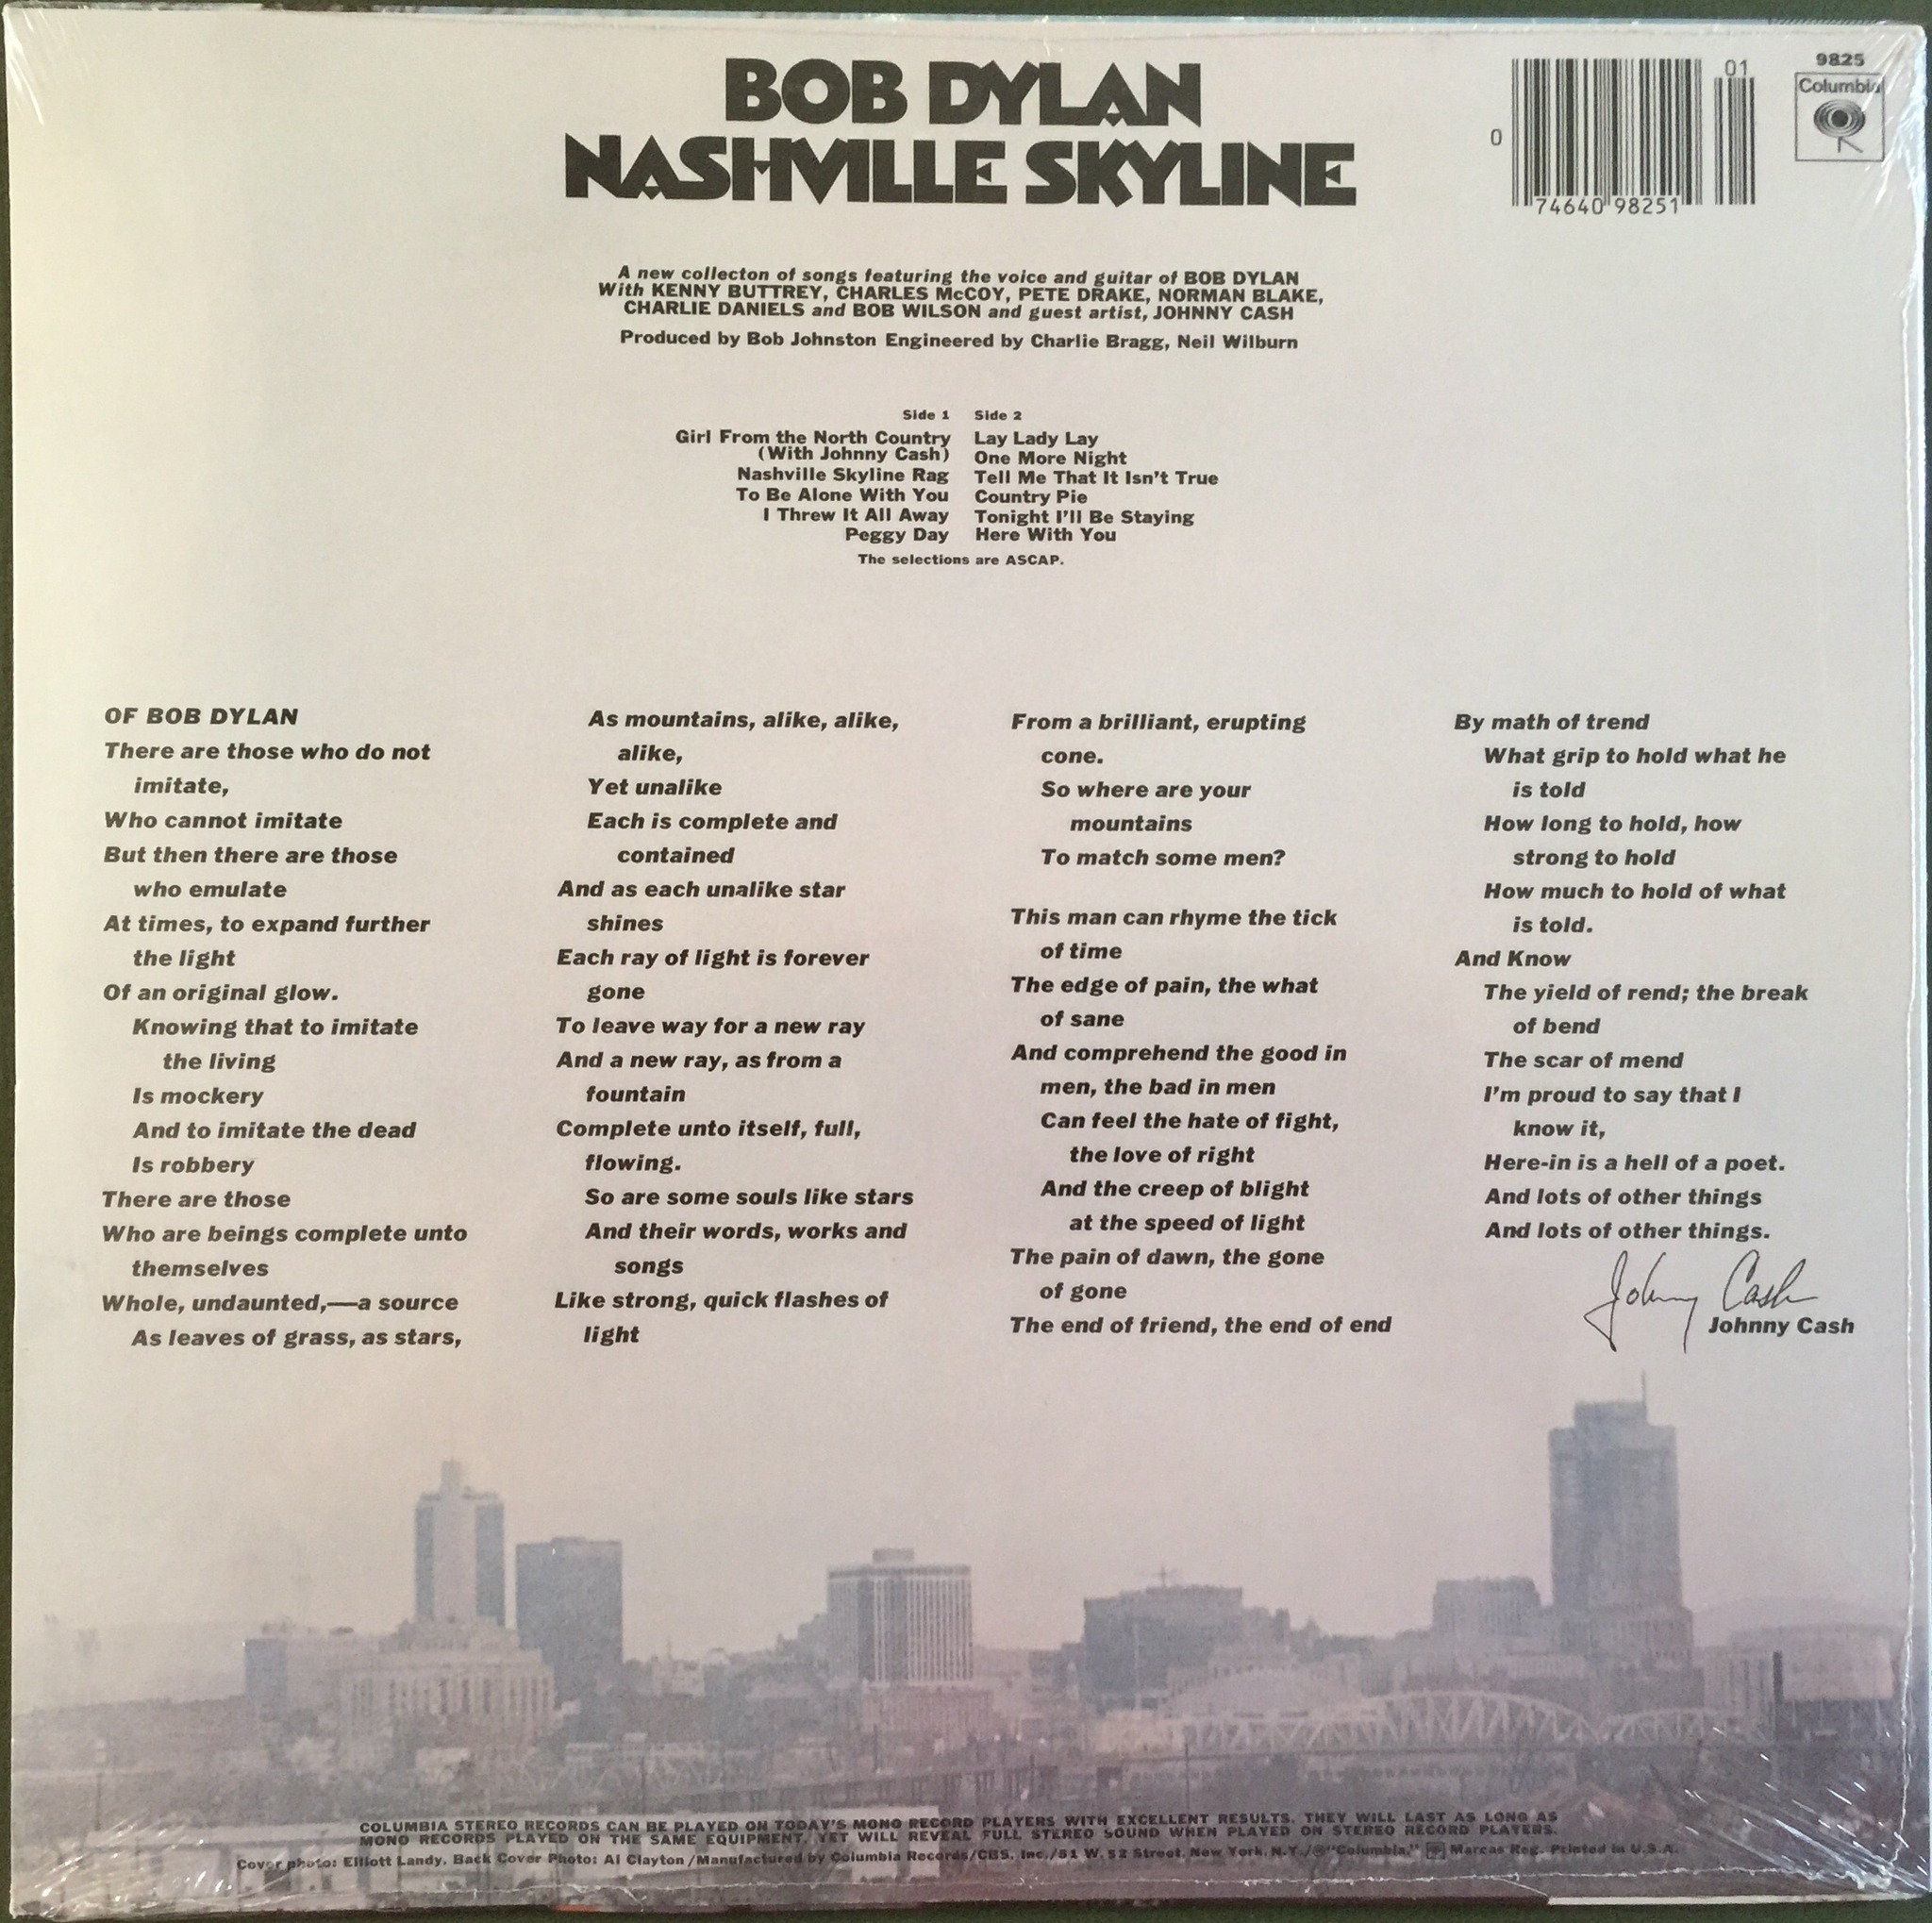 BOB DYLAN
NASHVILLE SKYLINE
0
74640 98251
01
9825
Columbia
A new collecton of songs featuring the voice and guitar of BOB DYLAN
With KENNY BUTTREY, CHARLES McCOY, PETE DRAKE, NORMAN BLAKE,
CHARLIE DANIELS and BOB WILSON and guest artist, JOHNNY CASH
Produced by Bob Johnston Engineered by Charlie Bragg, Neil Wilburn
Side 1
Girl From the North Country
(With Johnny Cash)
Nashville Skyline Rag
To Be Alone With You
I Threw It All Away
Peggy Day
Side 2
Lay Lady Lay
One More Night
Tell Me That It Isn't True
Country Pie
Tonight I'll Be Staying
Here With You
The selections are ASCAP.
OF BOB DYLAN
There are those who do not
imitate,
Who cannot imitate
But then there are those
who emulate
At times, to expand further
the light
Of an original glow.
Knowing that to imitate
the living
Is mockery
And to imitate the dead
Is robbery
There are those
Who are beings complete unto
themselves
Whole, undaunted,—a source
As leaves of grass, as stars,
As mountains, alike, alike,
alike,
Yet unalike
Each is complete and
contained
And as each unalike star
shines
Each ray of light is forever
gone
To leave way for a new ray
And a new ray, as from a
fountain
Complete unto itself, full,
flowing.
So are some souls like stars
And their words, works and
songs
Like strong, quick flashes of
light
From a brilliant, erupting
cone.
So where are your
mountains
To match some men?
This man can rhyme the tick
of time
The edge of pain, the what
of sane
And comprehend the good in
men, the bad in men
Can feel the hate of fight,
the love of right
And the creep of blight
at the speed of light
The pain of dawn, the gone
of gone
The end of friend, the end of end
By math of trend
What grip to hold what he
is told
How long to hold, how
strong to hold
How much to hold of what
is told.
And Know
The yield of rend; the break
of bend
The scar of mend
I'm proud to say that I
know it,
Here-in is a hell of a poet.
And lots of other things
And lots of other things.
Johnny Cash
Johnny Cash
COLUMBIA STEREO RECORDS CAN BE PLAYED ON TODAY'S MONO RECORD PLAYERS WITH EXCELLENT RESULTS. THEY WILL LAST AS LONG AS
MONO RECORDS PLAYED ON THE SAME EQUIPMENT, YET WILL REVEAL FULL STEREO SOUND WHEN PLAYED ON STEREO RECORD PLAYERS.
Cover photo: Elliott Landy. Back Cover Photo: Al Clayton/Manufactured by Columbia Records/CBS, Inc./51 W. 52 Street, New York, N.Y./® "Columbia," Marcas Reg. Printed in U.S.A.